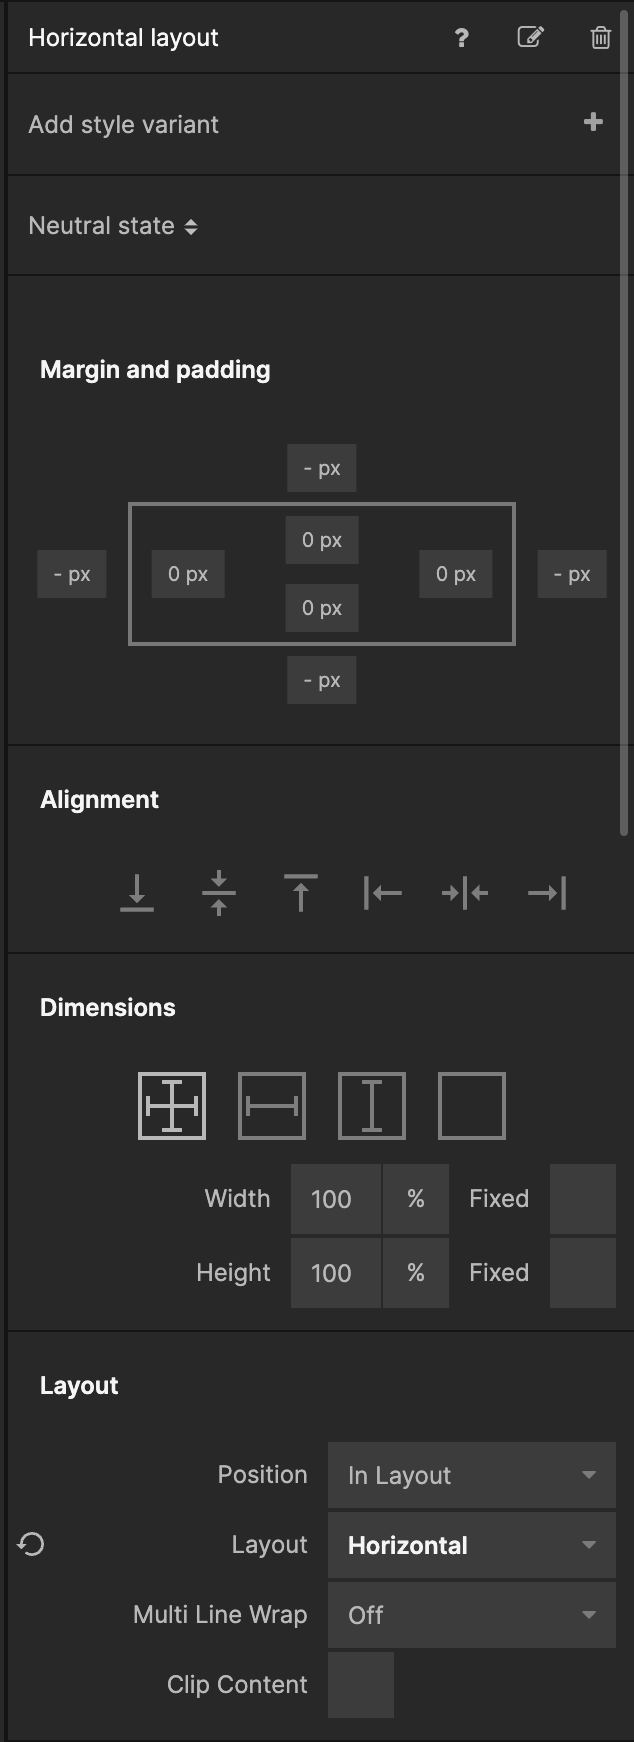 Horizontal layout ?
Add style variant +
Neutral state
Margin and padding
- px
0 px
- px 0 px 0 px - px
0 px
- px
Alignment
Dimensions
Width 100 % Fixed
Height 100 % Fixed
Layout
Position In Layout
Layout Horizontal
Multi Line Wrap Off
Clip Content